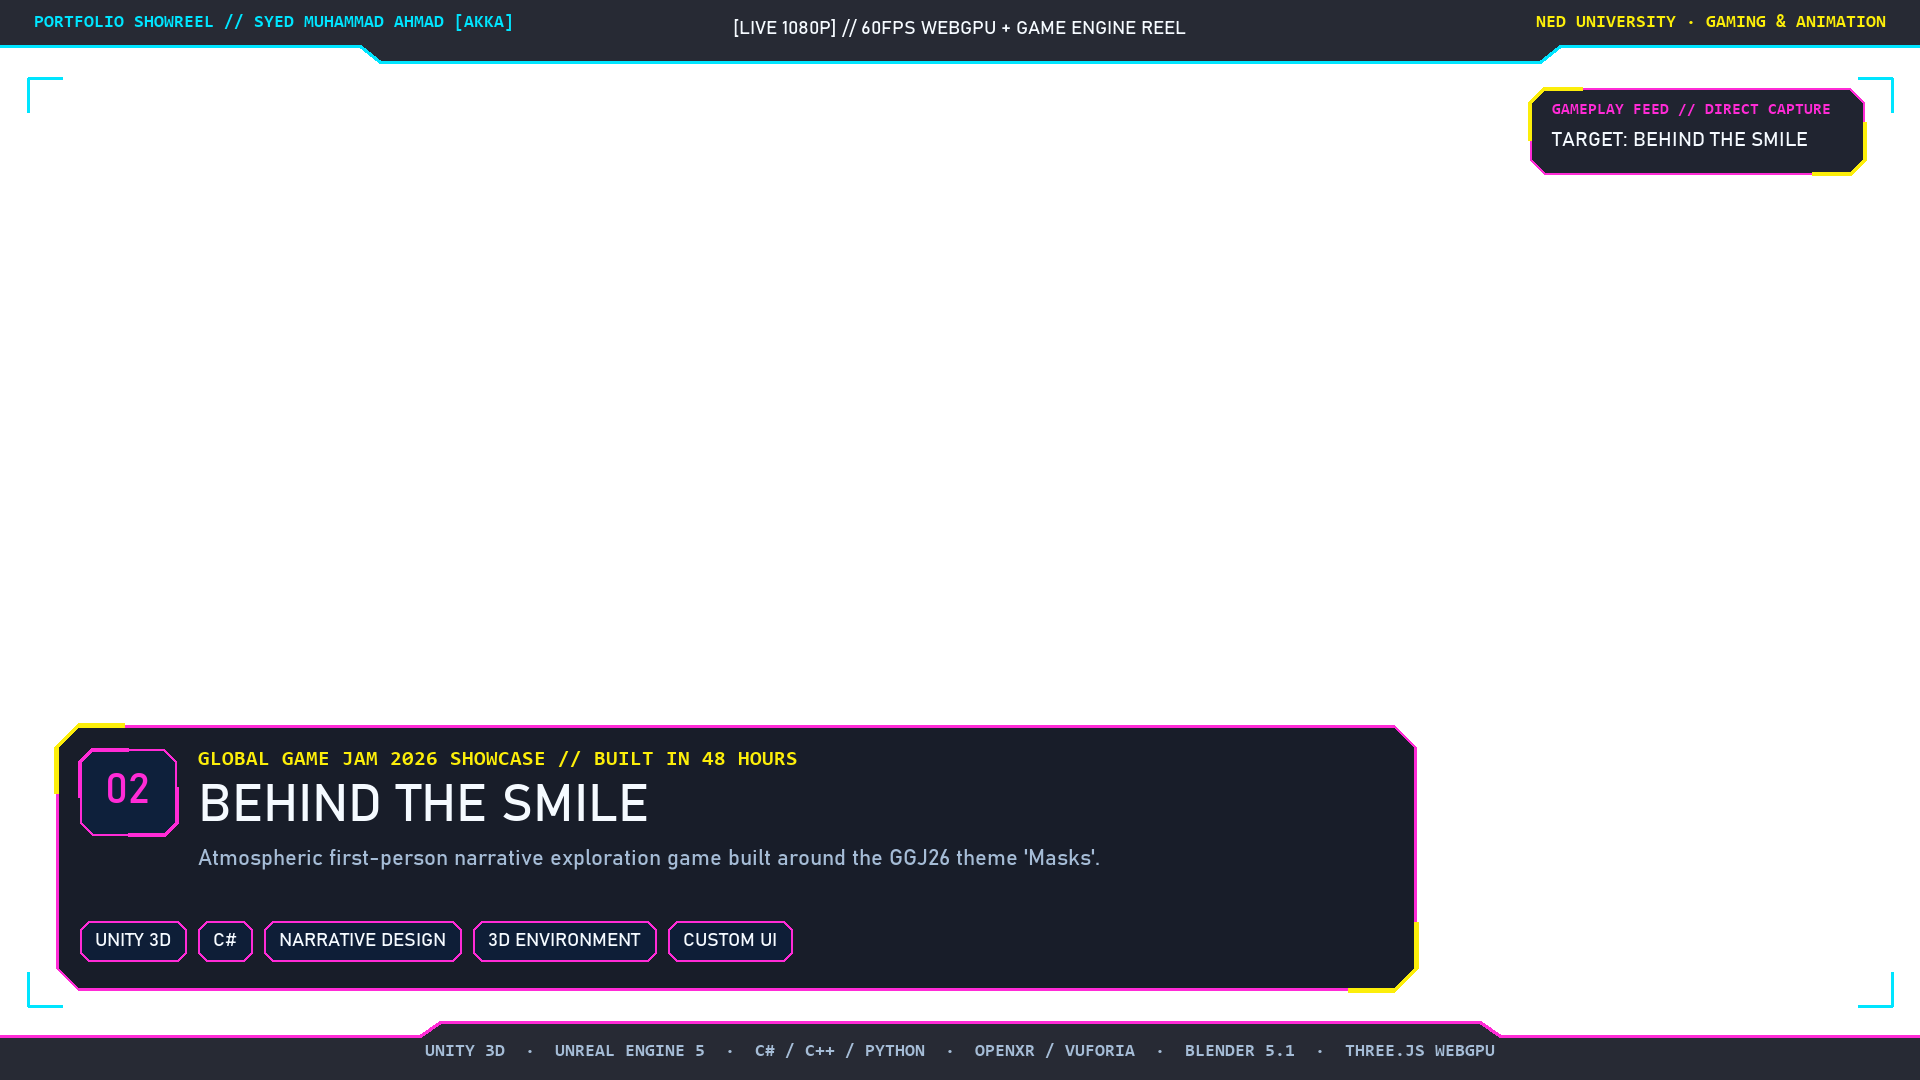 PORTFOLIO SHOWREEL // SYED MUHAMMAD AHMAD [AKKA]
[LIVE 1080P] // 60FPS WEBGPU + GAME ENGINE REEL
NED UNIVERSITY · GAMING & ANIMATION
GAMEPLAY FEED // DIRECT CAPTURE
TARGET: BEHIND THE SMILE
02
GLOBAL GAME JAM 2026 SHOWCASE // BUILT IN 48 HOURS
BEHIND THE SMILE
Atmospheric first-person narrative exploration game built around the GGJ26 theme 'Masks'.
UNITY 3D
C#
NARRATIVE DESIGN
3D ENVIRONMENT
CUSTOM UI
UNITY 3D · UNREAL ENGINE 5 · C# / C++ / PYTHON · OPENXR / VUFORIA · BLENDER 5.1 · THREE.JS WEBGPU